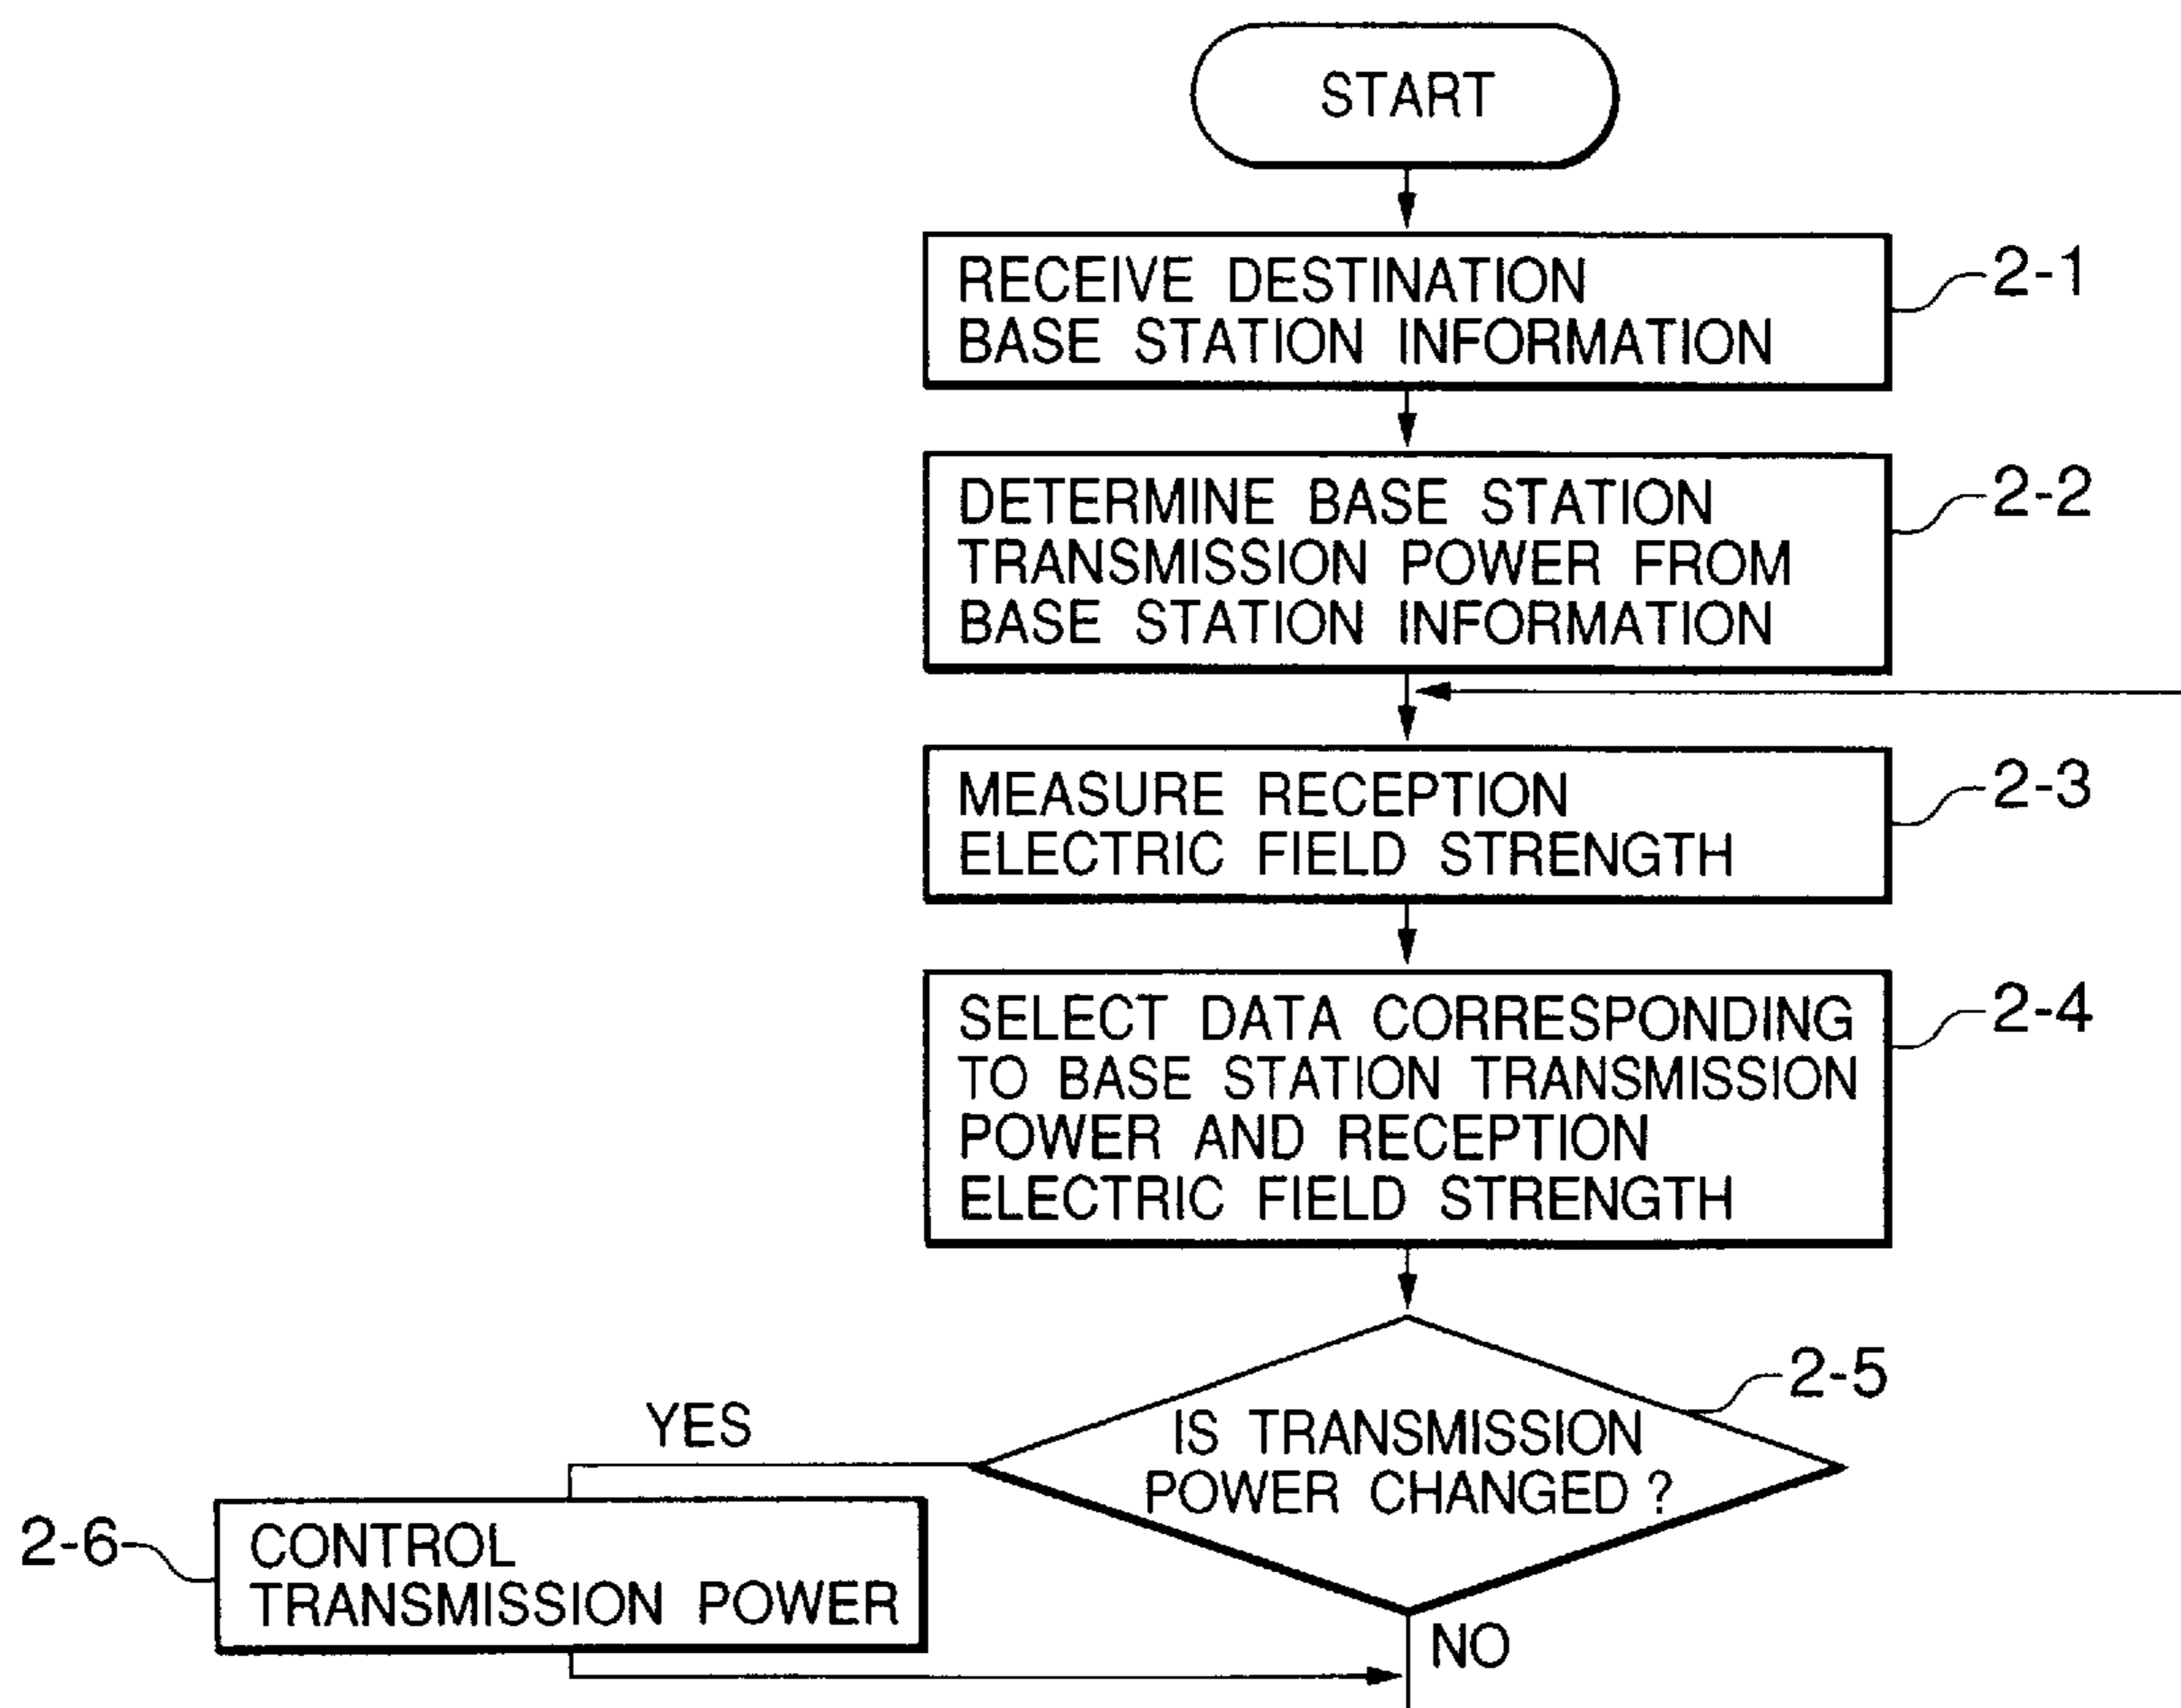 START
RECEIVE DESTINATION
BASE STATION INFORMATION
2-1
DETERMINE BASE STATION
TRANSMISSION POWER FROM
BASE STATION INFORMATION
2-2
MEASURE RECEPTION
ELECTRIC FIELD STRENGTH
2-3
SELECT DATA CORRESPONDING
TO BASE STATION TRANSMISSION
POWER AND RECEPTION
ELECTRIC FIELD STRENGTH
2-4
IS TRANSMISSION
POWER CHANGED ?
2-5
YES
2-6
CONTROL
TRANSMISSION POWER
NO